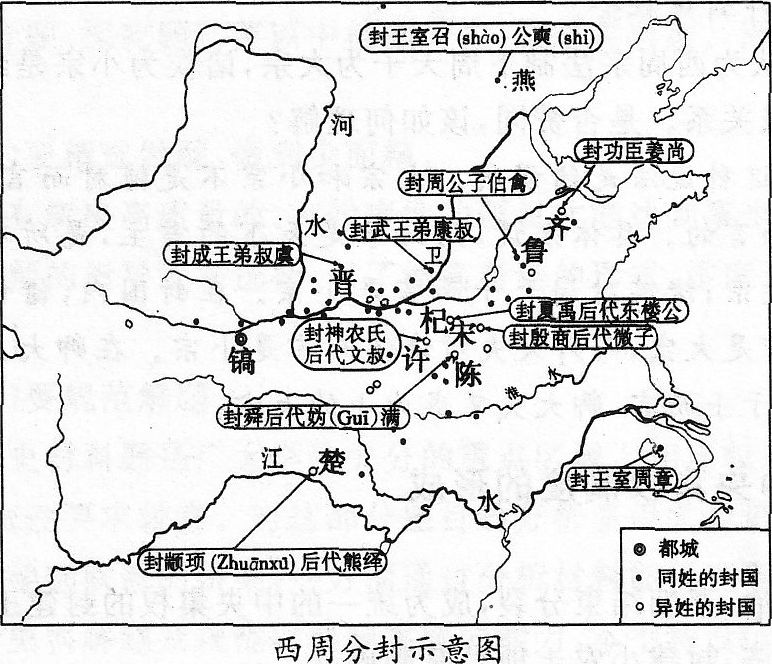 封王室召(shào)公奭(shì)
燕
河
封功臣姜尚
封周公子伯禽
齐
水
封武王弟康叔
鲁
卫
封成王弟叔虞
晋
封夏禹后代东楼公
杞
宋
封殷商后代微子
封神农氏
后代文叔
镐
许
陈
淮水
封舜后代妫(Guī)满
江
楚
封王室周章
水
封颛顼(Zhuānxū)后代熊绎
都城
同姓的封国
异姓的封国
西周分封示意图